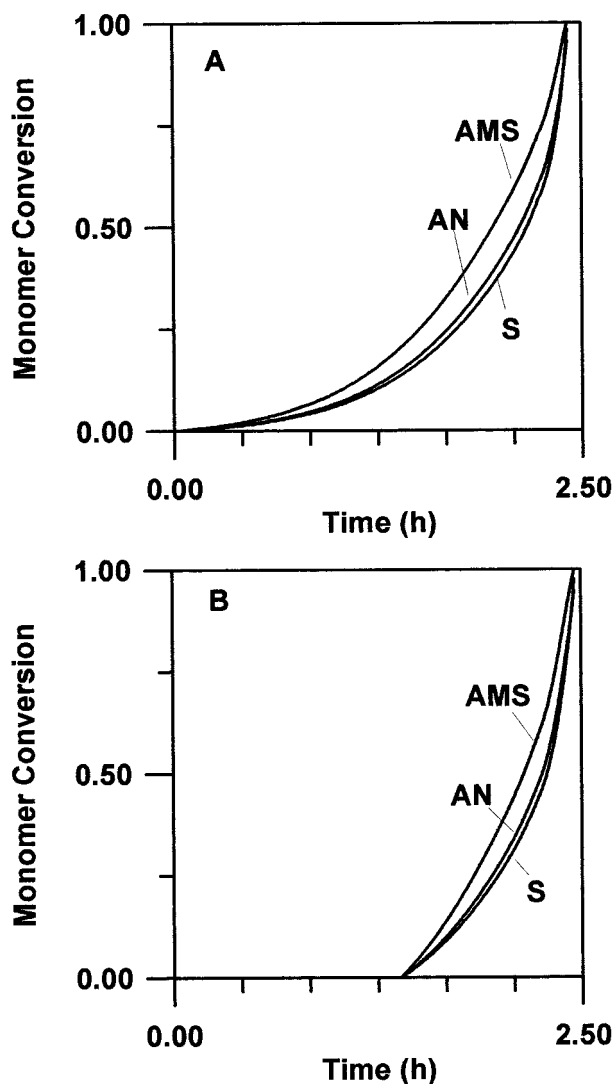 1.00
A
AMS
Monomer Conversion
0.50
AN
S
0.00
0.00
2.50
Time (h)
1.00
B
AMS
Monomer Conversion
0.50
AN
S
0.00
0.00
2.50
Time (h)